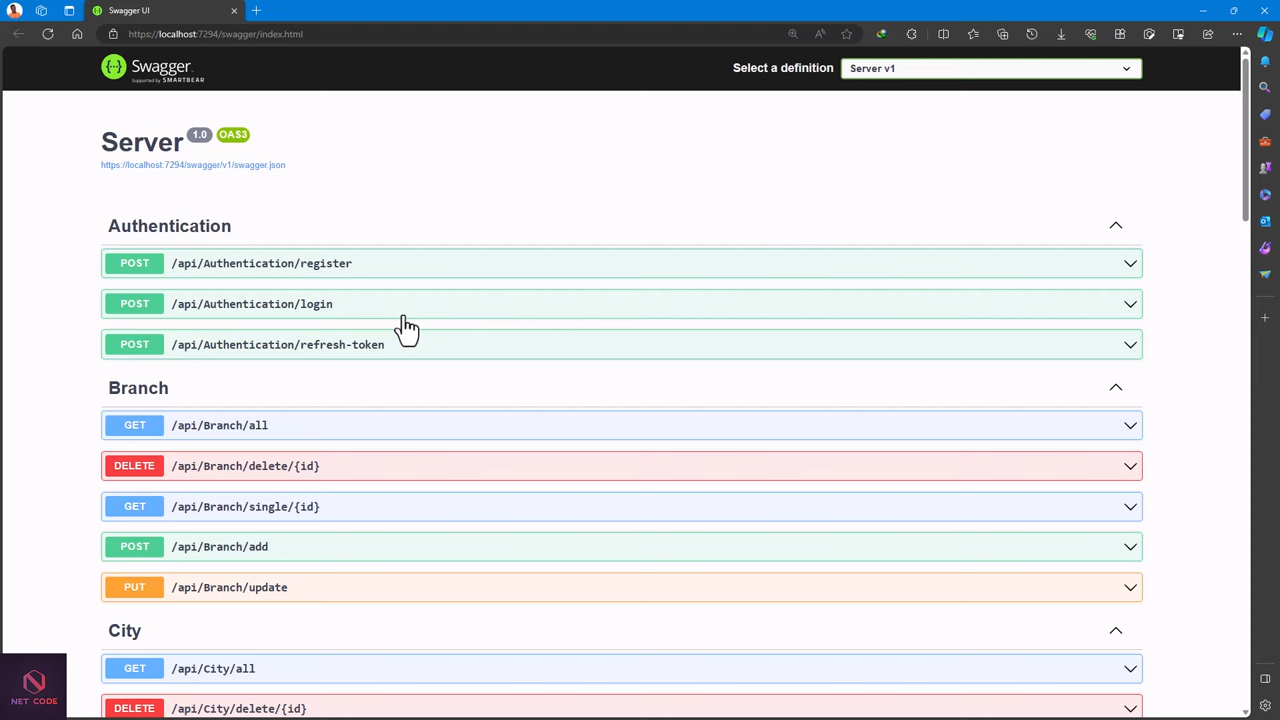 Swagger UI
https://localhost:7294/swagger/index.html
Swagger
Supported by SMARTBEAR
Select a definition
Server v1
Server 1.0 OAS3
https://localhost:7294/swagger/v1/swagger.json
Authentication
POST /api/Authentication/register
POST /api/Authentication/login
POST /api/Authentication/refresh-token
Branch
GET /api/Branch/all
DELETE /api/Branch/delete/{id}
GET /api/Branch/single/{id}
POST /api/Branch/add
PUT /api/Branch/update
City
GET /api/City/all
DELETE /api/City/delete/{id}
NET CODE